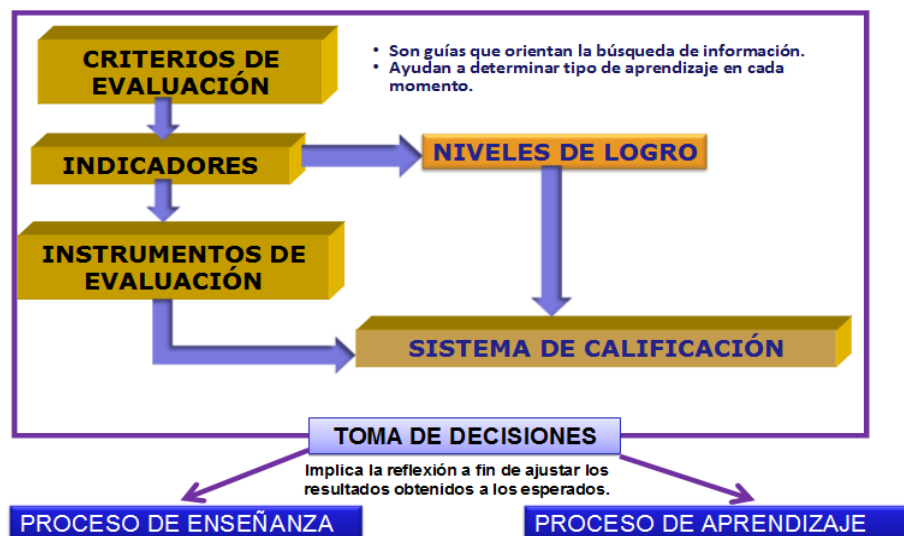 CRITERIOS DE
EVALUACIÓN
• Son guías que orientan la búsqueda de información.
• Ayudan a determinar tipo de aprendizaje en cada
momento.
INDICADORES
NIVELES DE LOGRO
INSTRUMENTOS DE
EVALUACIÓN
SISTEMA DE CALIFICACIÓN
TOMA DE DECISIONES
Implica la reflexión a fin de ajustar los
resultados obtenidos a los esperados.
PROCESO DE ENSEÑANZA
PROCESO DE APRENDIZAJE